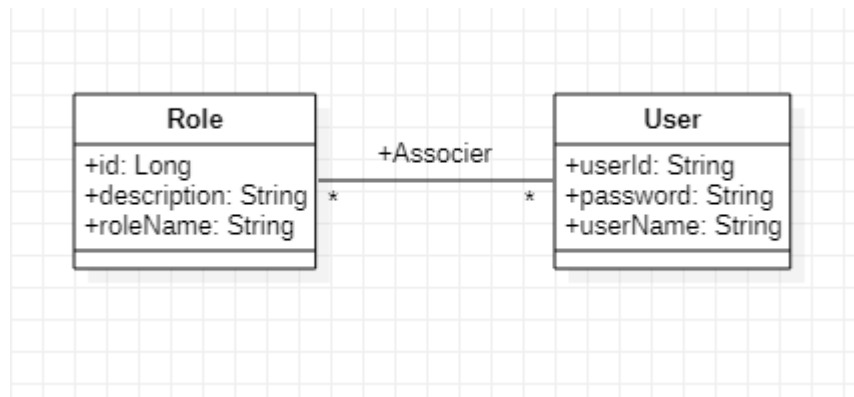 Role
+id: Long
+description: String
+roleName: String
+Associer
*
*
User
+userId: String
+password: String
+userName: String